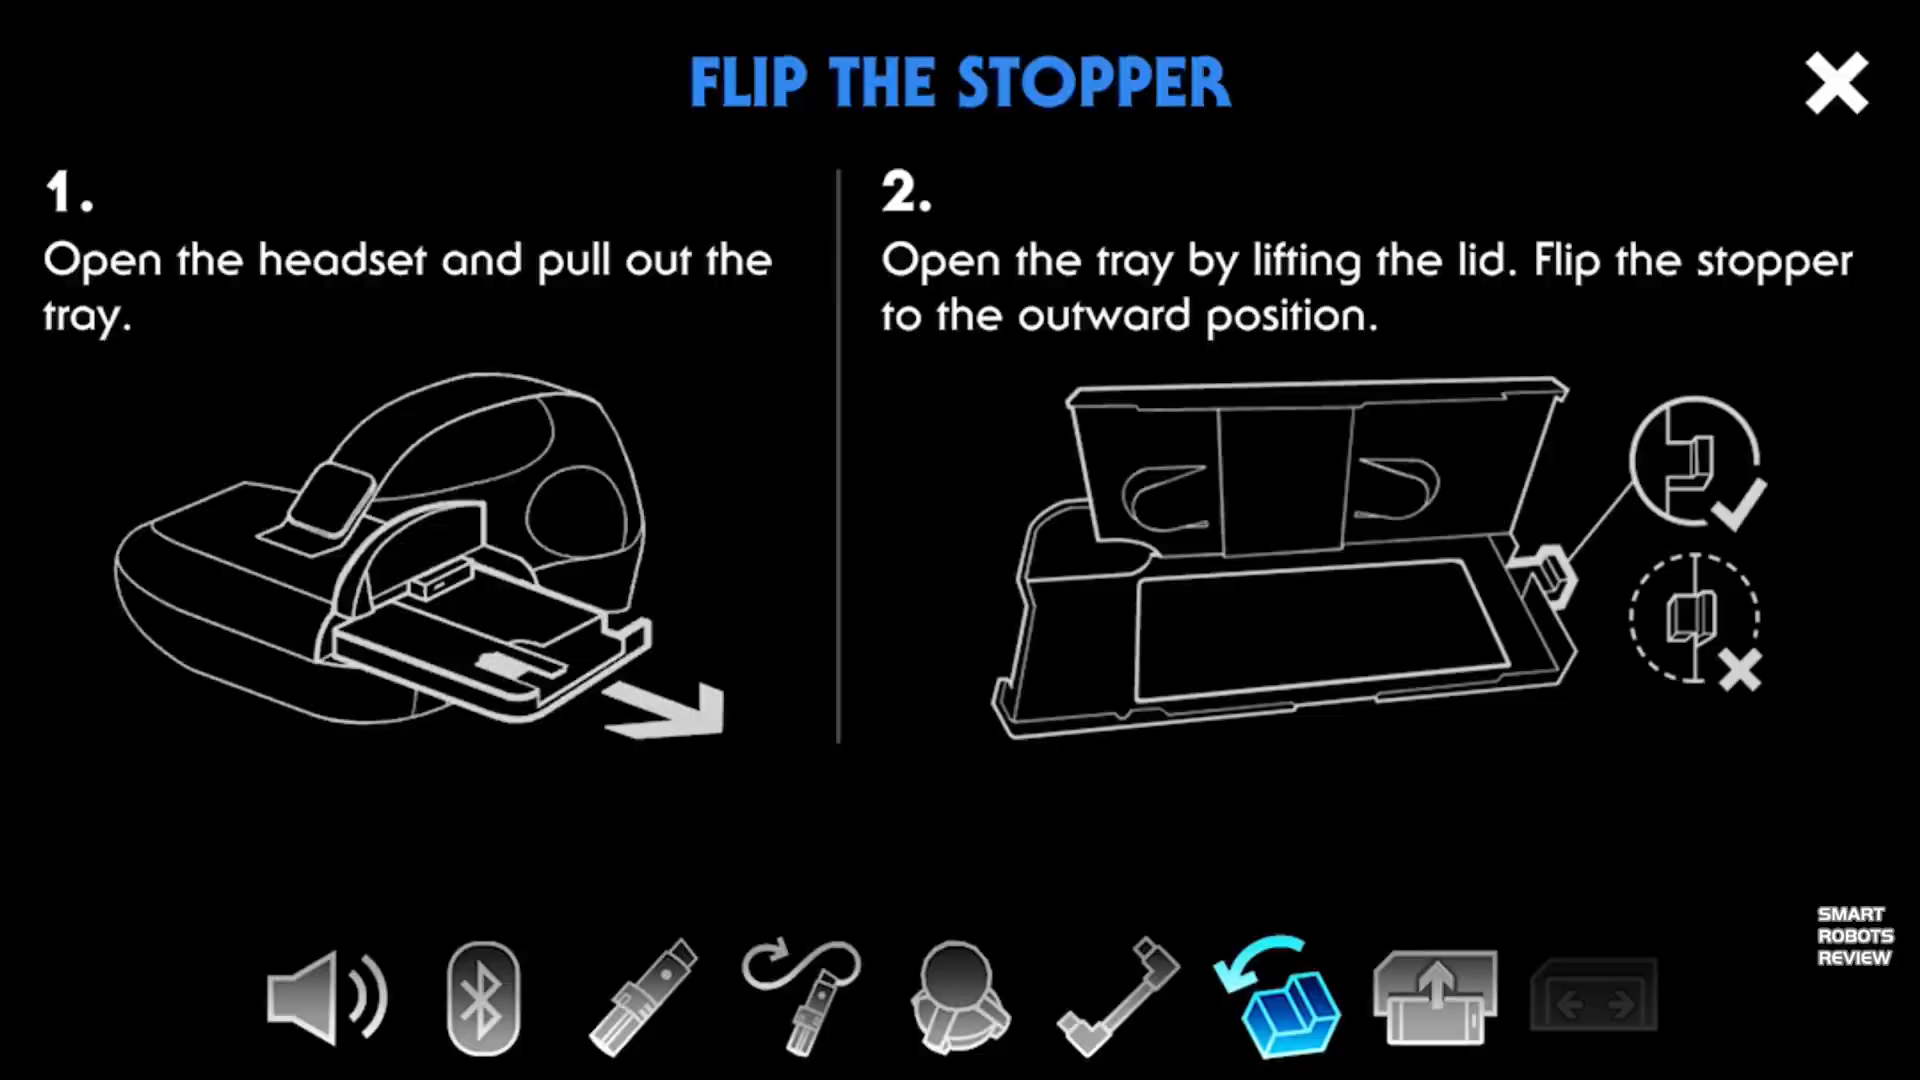 FLIP THE STOPPER
1.
Open the headset and pull out the
tray.
2.
Open the tray by lifting the lid. Flip the stopper
to the outward position.
SMART
ROBOTS
REVIEW